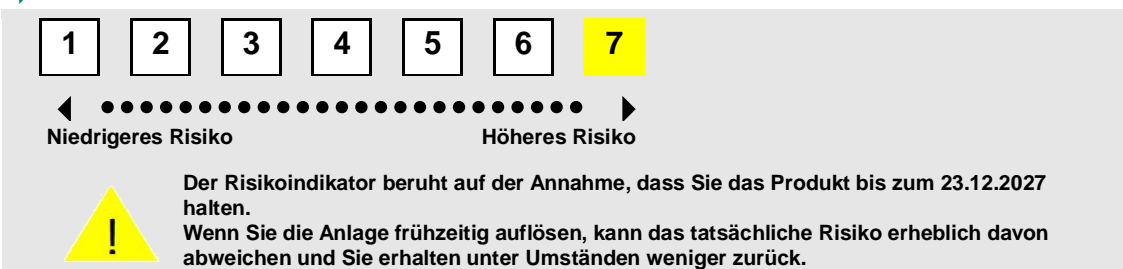 1 2 3 4 5 6 7
Niedrigeres Risiko Höheres Risiko
Der Risikoindikator beruht auf der Annahme, dass Sie das Produkt bis zum 23.12.2027
halten.
Wenn Sie die Anlage frühzeitig auflösen, kann das tatsächliche Risiko erheblich davon
abweichen und Sie erhalten unter Umständen weniger zurück.
!